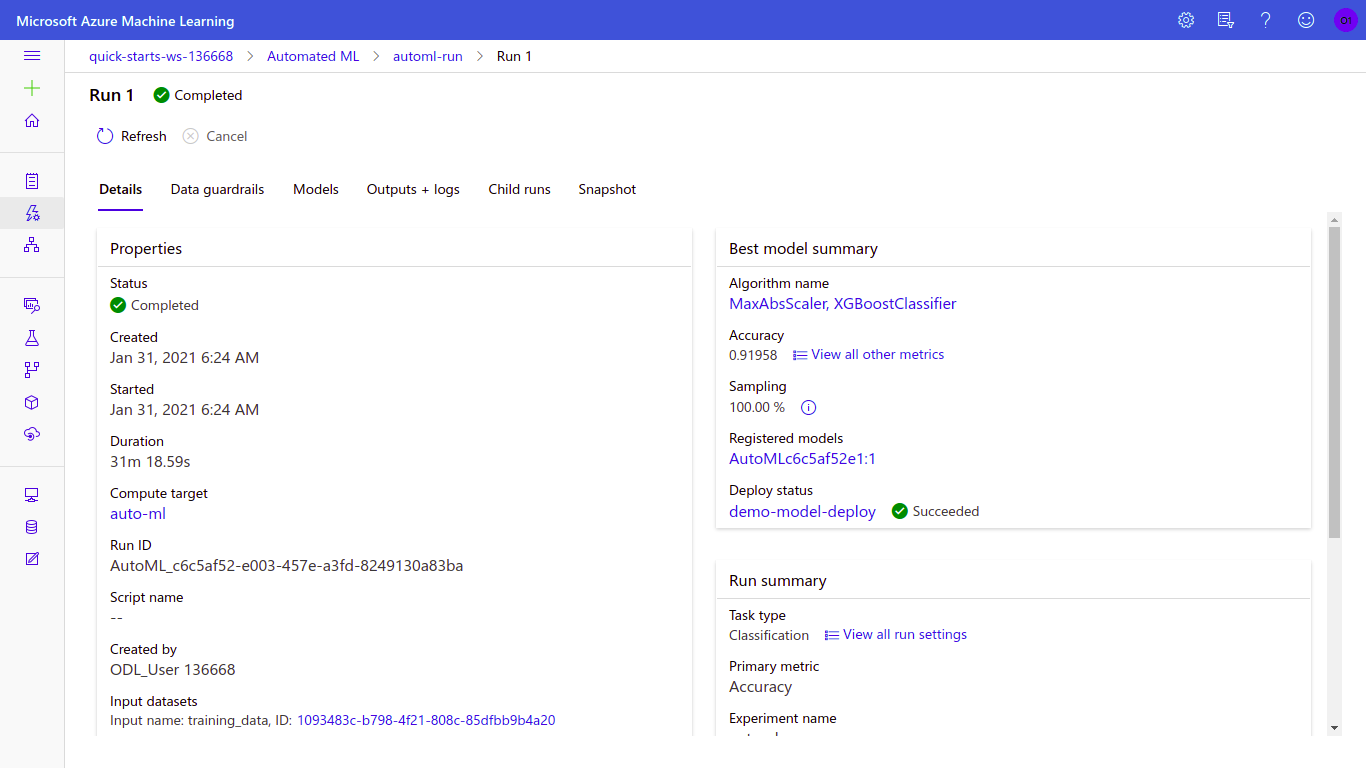 Microsoft Azure Machine Learning
O1
quick-starts-ws-136668 > Automated ML > automl-run > Run 1
Run 1 Completed
Refresh Cancel
Details Data guardrails Models Outputs + logs Child runs Snapshot
Properties
Status
Completed
Created
Jan 31, 2021 6:24 AM
Started
Jan 31, 2021 6:24 AM
Duration
31m 18.59s
Compute target
auto-ml
Run ID
AutoML_c6c5af52-e003-457e-a3fd-8249130a83ba
Script name
--
Created by
ODL_User 136668
Input datasets
Input name: training_data, ID: 1093483c-b798-4f21-808c-85dfbb9b4a20
Best model summary
Algorithm name
MaxAbsScaler, XGBoostClassifier
Accuracy
0.91958 View all other metrics
Sampling
100.00 %
Registered models
AutoMLc6c5af52e1:1
Deploy status
demo-model-deploy Succeeded
Run summary
Task type
Classification View all run settings
Primary metric
Accuracy
Experiment name